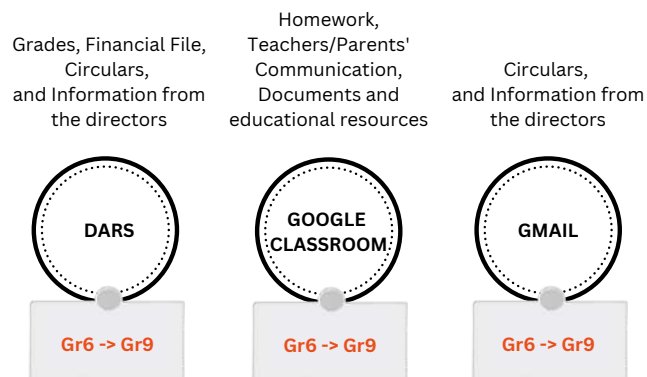 Grades, Financial File,
Circulars,
and Information from
the directors
Homework,
Teachers/Parents'
Communication,
Documents and
educational resources
Circulars,
and Information from
the directors
DARS
GOOGLE
CLASSROOM
GMAIL
Gr6 -> Gr9
Gr6 -> Gr9
Gr6 -> Gr9